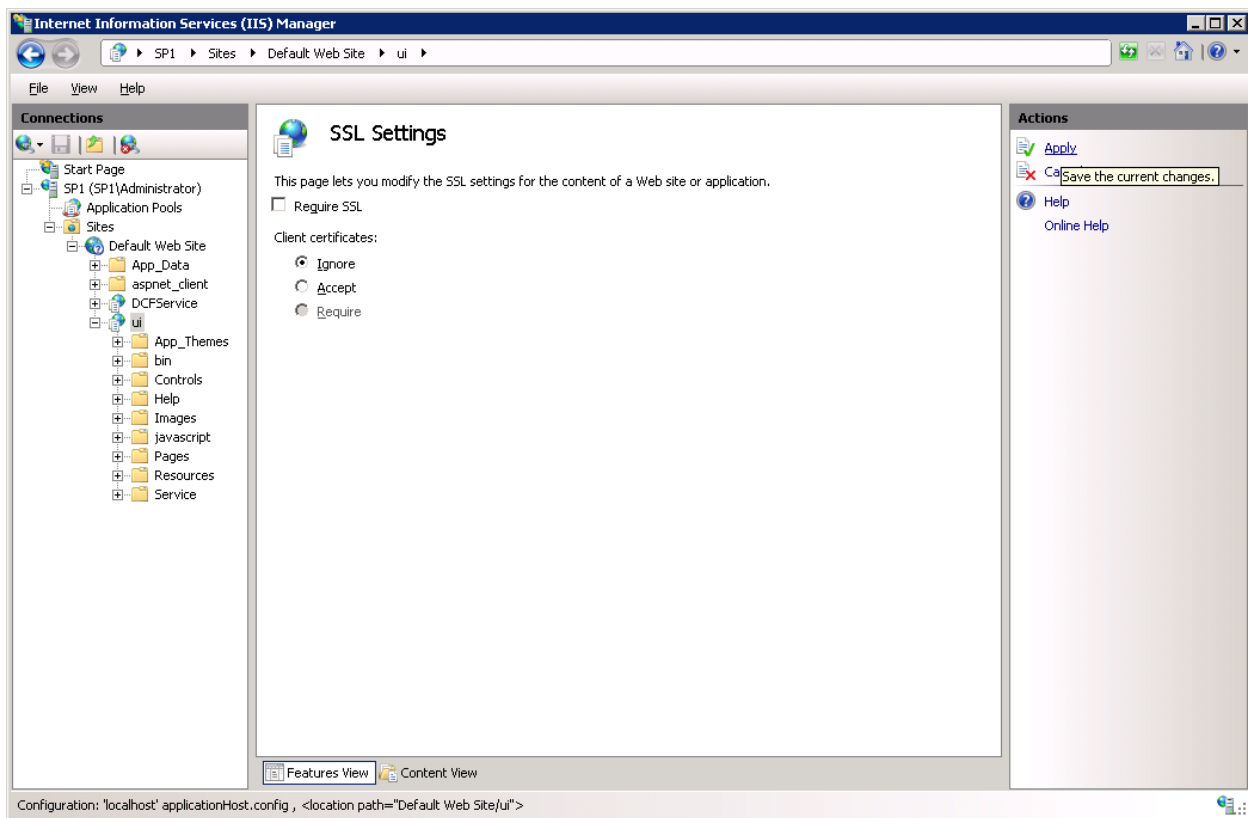 Internet Information Services (IIS) Manager
SP1 Sites Default Web Site ui
File View Help
Connections
Start Page
SP1 (SP1\Administrator)
Application Pools
Sites
Default Web Site
App_Data
aspnet_client
DCFService
ui
App_Themes
bin
Controls
Help
Images
javascript
Pages
Resources
Service
SSL Settings
This page lets you modify the SSL settings for the content of a Web site or application.
Require SSL
Client certificates:
Ignore
Accept
Require
Features View Content View
Actions
Apply
Save the current changes.
Help
Online Help
Configuration: 'localhost' applicationHost.config , <location path="Default Web Site/ui">